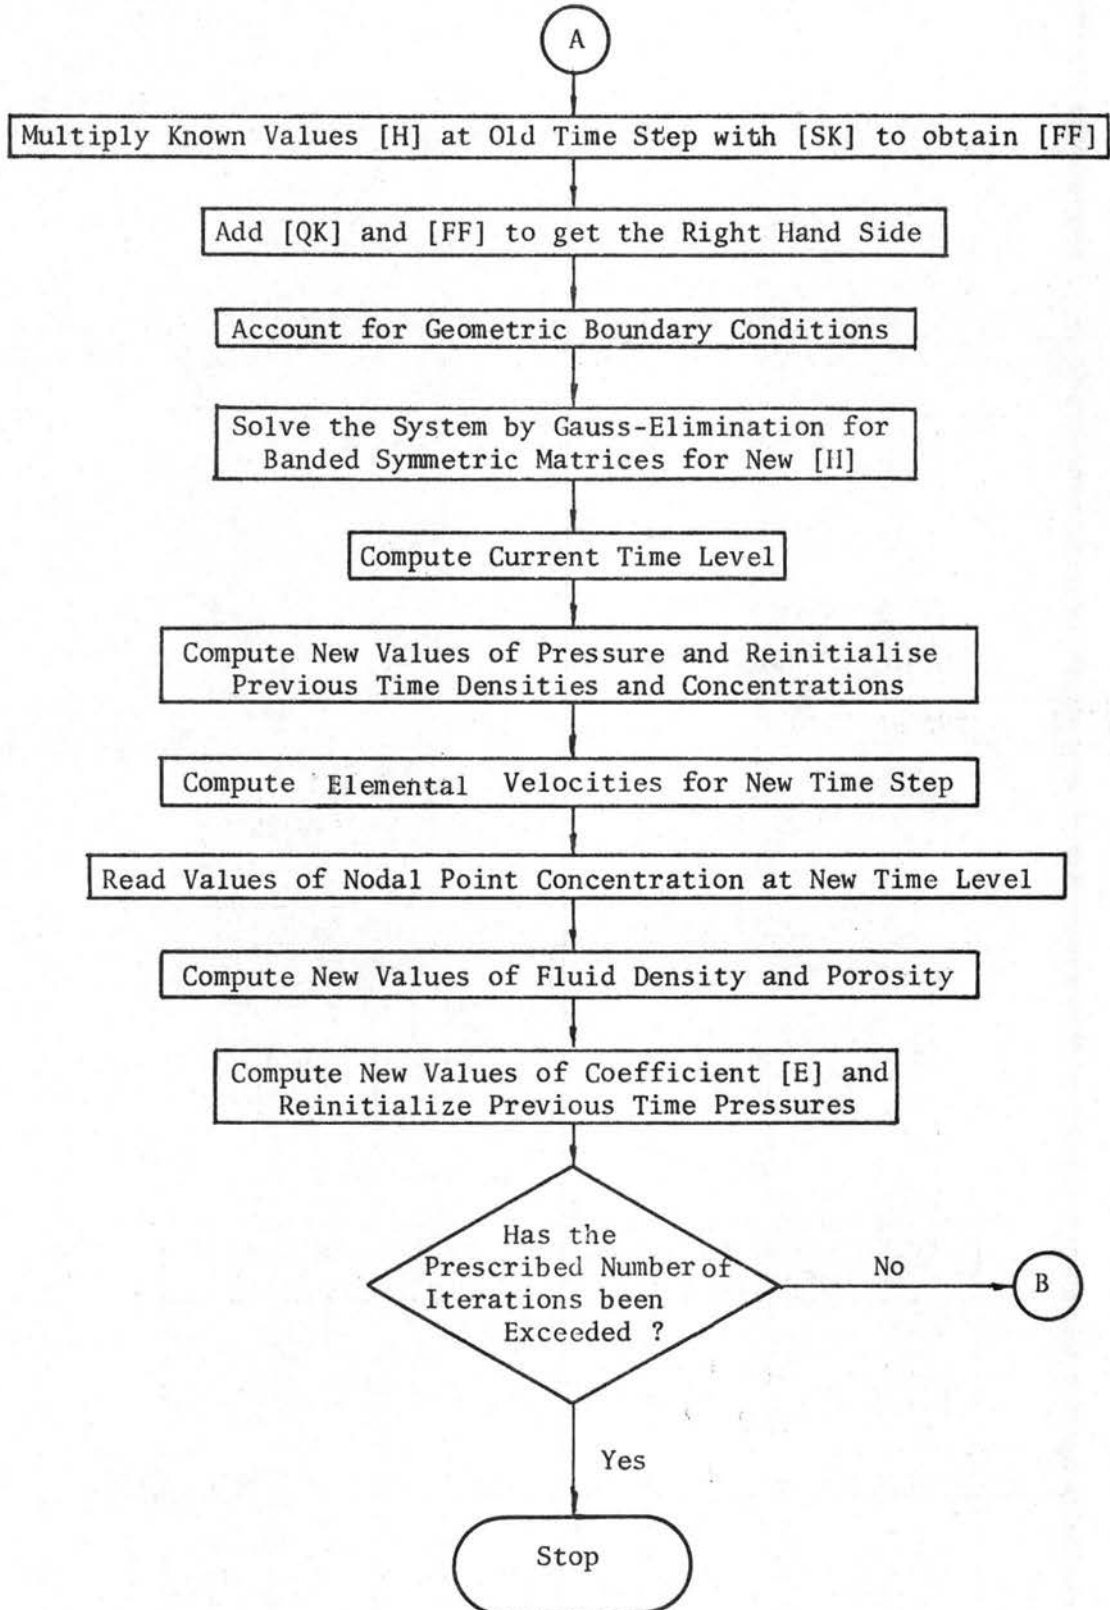 A
Multiply Known Values [H] at Old Time Step with [SK] to obtain [FF]
Add [QK] and [FF] to get the Right Hand Side
Account for Geometric Boundary Conditions
Solve the System by Gauss-Elimination for
Banded Symmetric Matrices for New [H]
Compute Current Time Level
Compute New Values of Pressure and Reinitialise
Previous Time Densities and Concentrations
Compute Elemental Velocities for New Time Step
Read Values of Nodal Point Concentration at New Time Level
Compute New Values of Fluid Density and Porosity
Compute New Values of Coefficient [E] and
Reinitialize Previous Time Pressures
Has the
Prescribed Number of
Iterations been
Exceeded ?
No
B
Yes
Stop